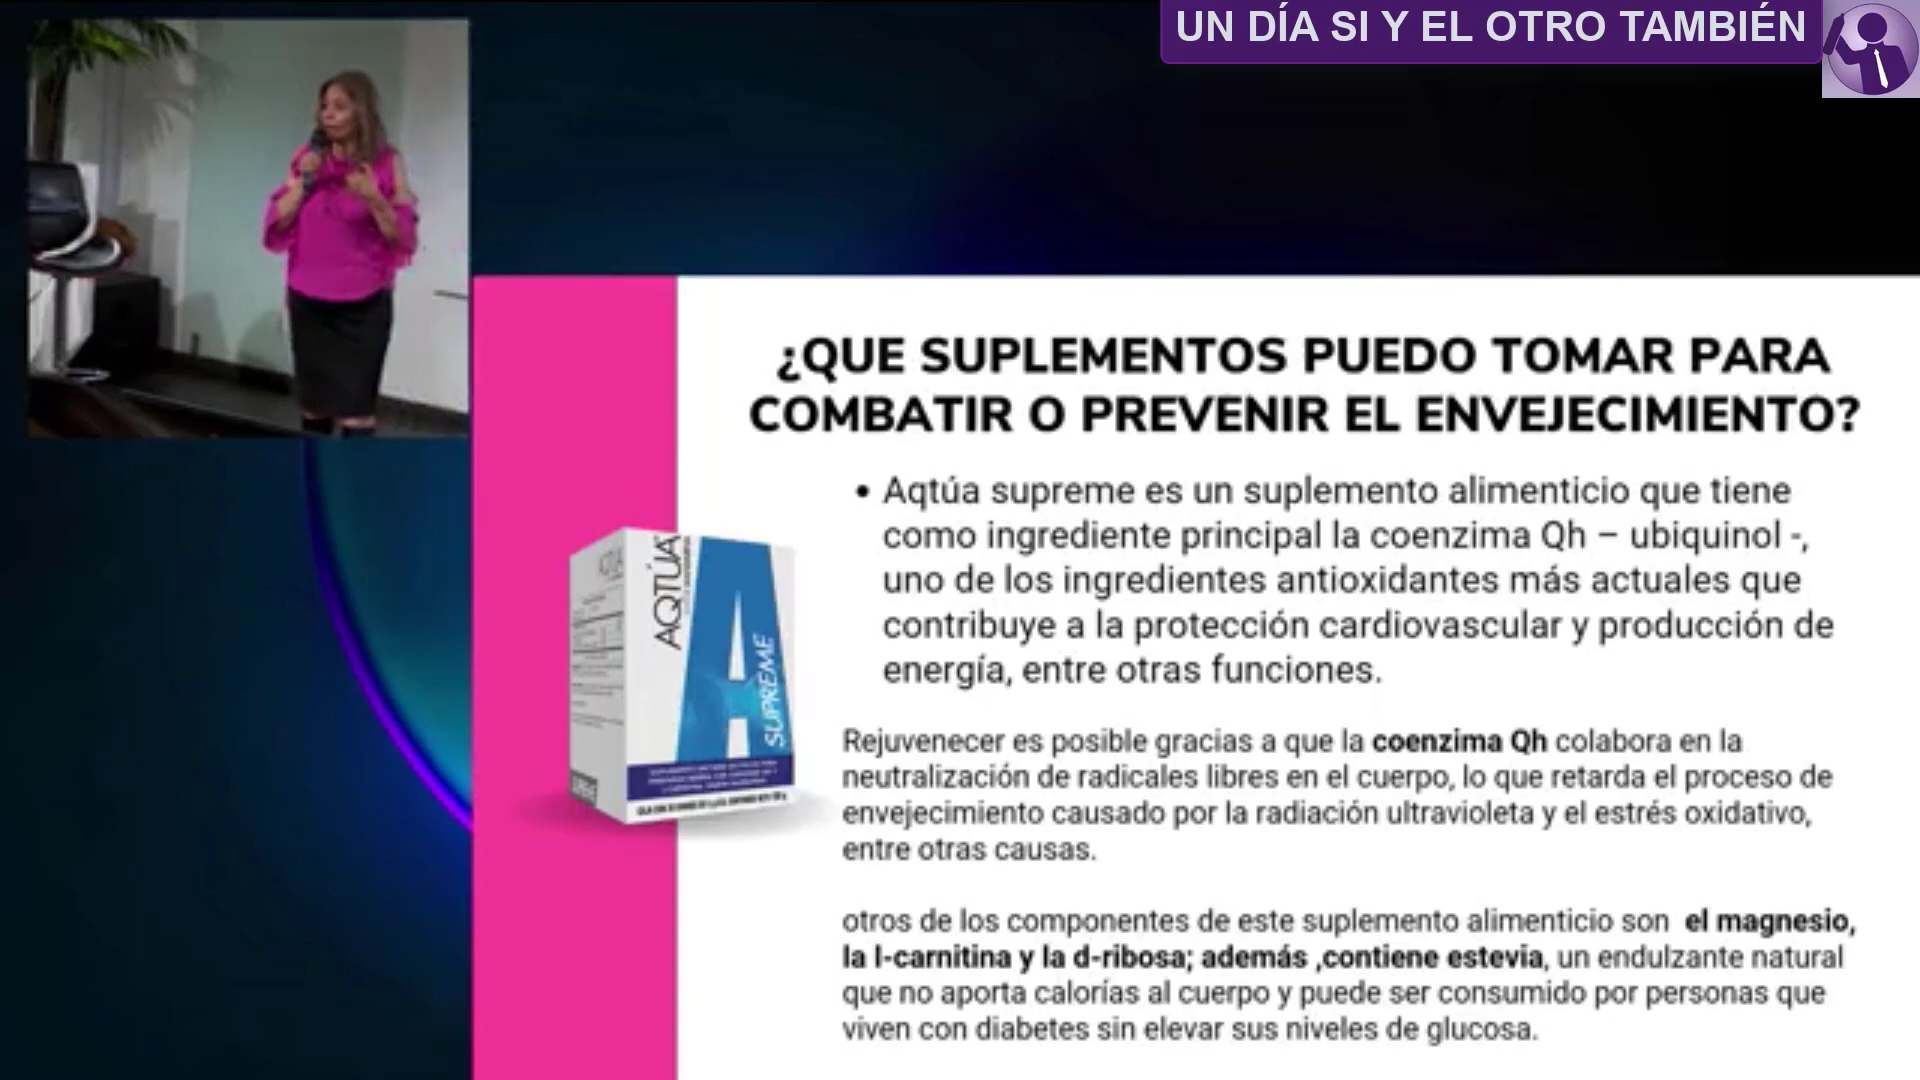 UN DÍA SI Y EL OTRO TAMBIÉN
¿QUE SUPLEMENTOS PUEDO TOMAR PARA
COMBATIR O PREVENIR EL ENVEJECIMIENTO?
• Aqtúa supreme es un suplemento alimenticio que tiene
como ingrediente principal la coenzima Qh – ubiquinol -,
uno de los ingredientes antioxidantes más actuales que
contribuye a la protección cardiovascular y producción de
energía, entre otras funciones.
AQTÚA
A
SUPREME
Rejuvenecer es posible gracias a que la coenzima Qh colabora en la
neutralización de radicales libres en el cuerpo, lo que retarda el proceso de
envejecimiento causado por la radiación ultravioleta y el estrés oxidativo,
entre otras causas.
otros de los componentes de este suplemento alimenticio son el magnesio,
la l-carnitina y la d-ribosa; además ,contiene estevia, un endulzante natural
que no aporta calorías al cuerpo y puede ser consumido por personas que
viven con diabetes sin elevar sus niveles de glucosa.